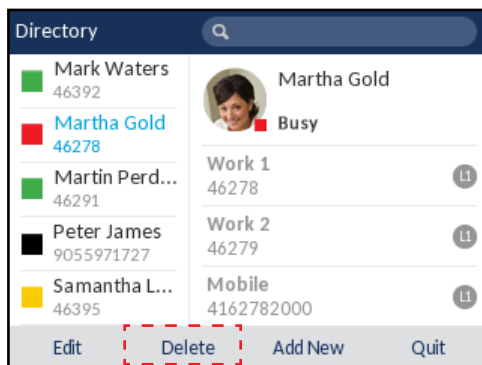 Directory
Mark Waters
46392
Martha Gold
46278
Martin Perd...
46291
Peter James
9055971727
Samantha L...
46395
Martha Gold
Busy
Work 1
46278
L1
Work 2
46279
L1
Mobile
4162782000
L1
Edit Delete Add New Quit